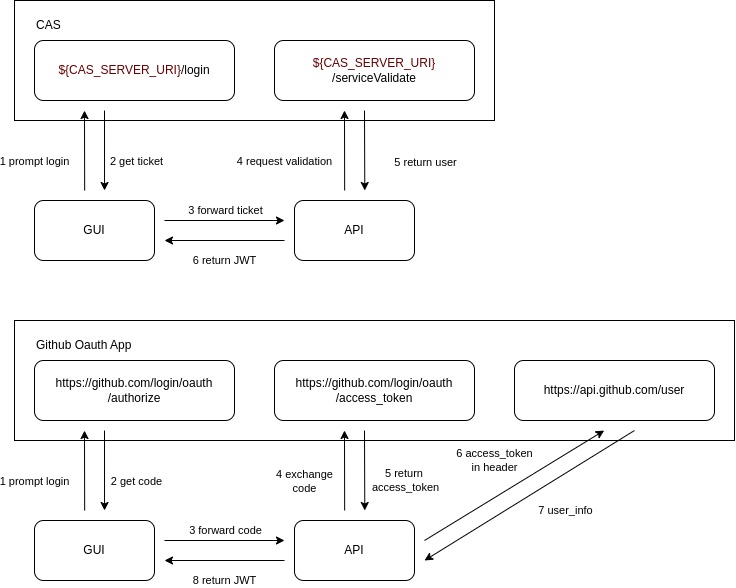 CAS
${CAS_SERVER_URI}/login
${CAS_SERVER_URI}
/serviceValidate
1 prompt login
2 get ticket
4 request validation
5 return user
3 forward ticket
GUI
API
6 return JWT
Github Oauth App
https://github.com/login/oauth
/authorize
https://github.com/login/oauth
/access_token
https://api.github.com/user
1 prompt login
2 get code
4 exchange
code
5 return
access_token
6 access_token
in header
7 user_info
3 forward code
GUI
API
8 return JWT